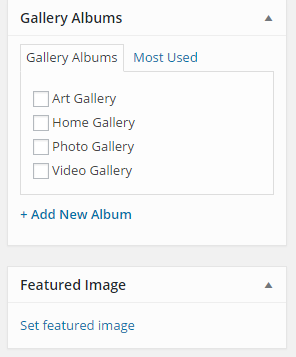 Gallery Albums
Gallery Albums Most Used
Art Gallery
Home Gallery
Photo Gallery
Video Gallery
+ Add New Album
Featured Image
Set featured image